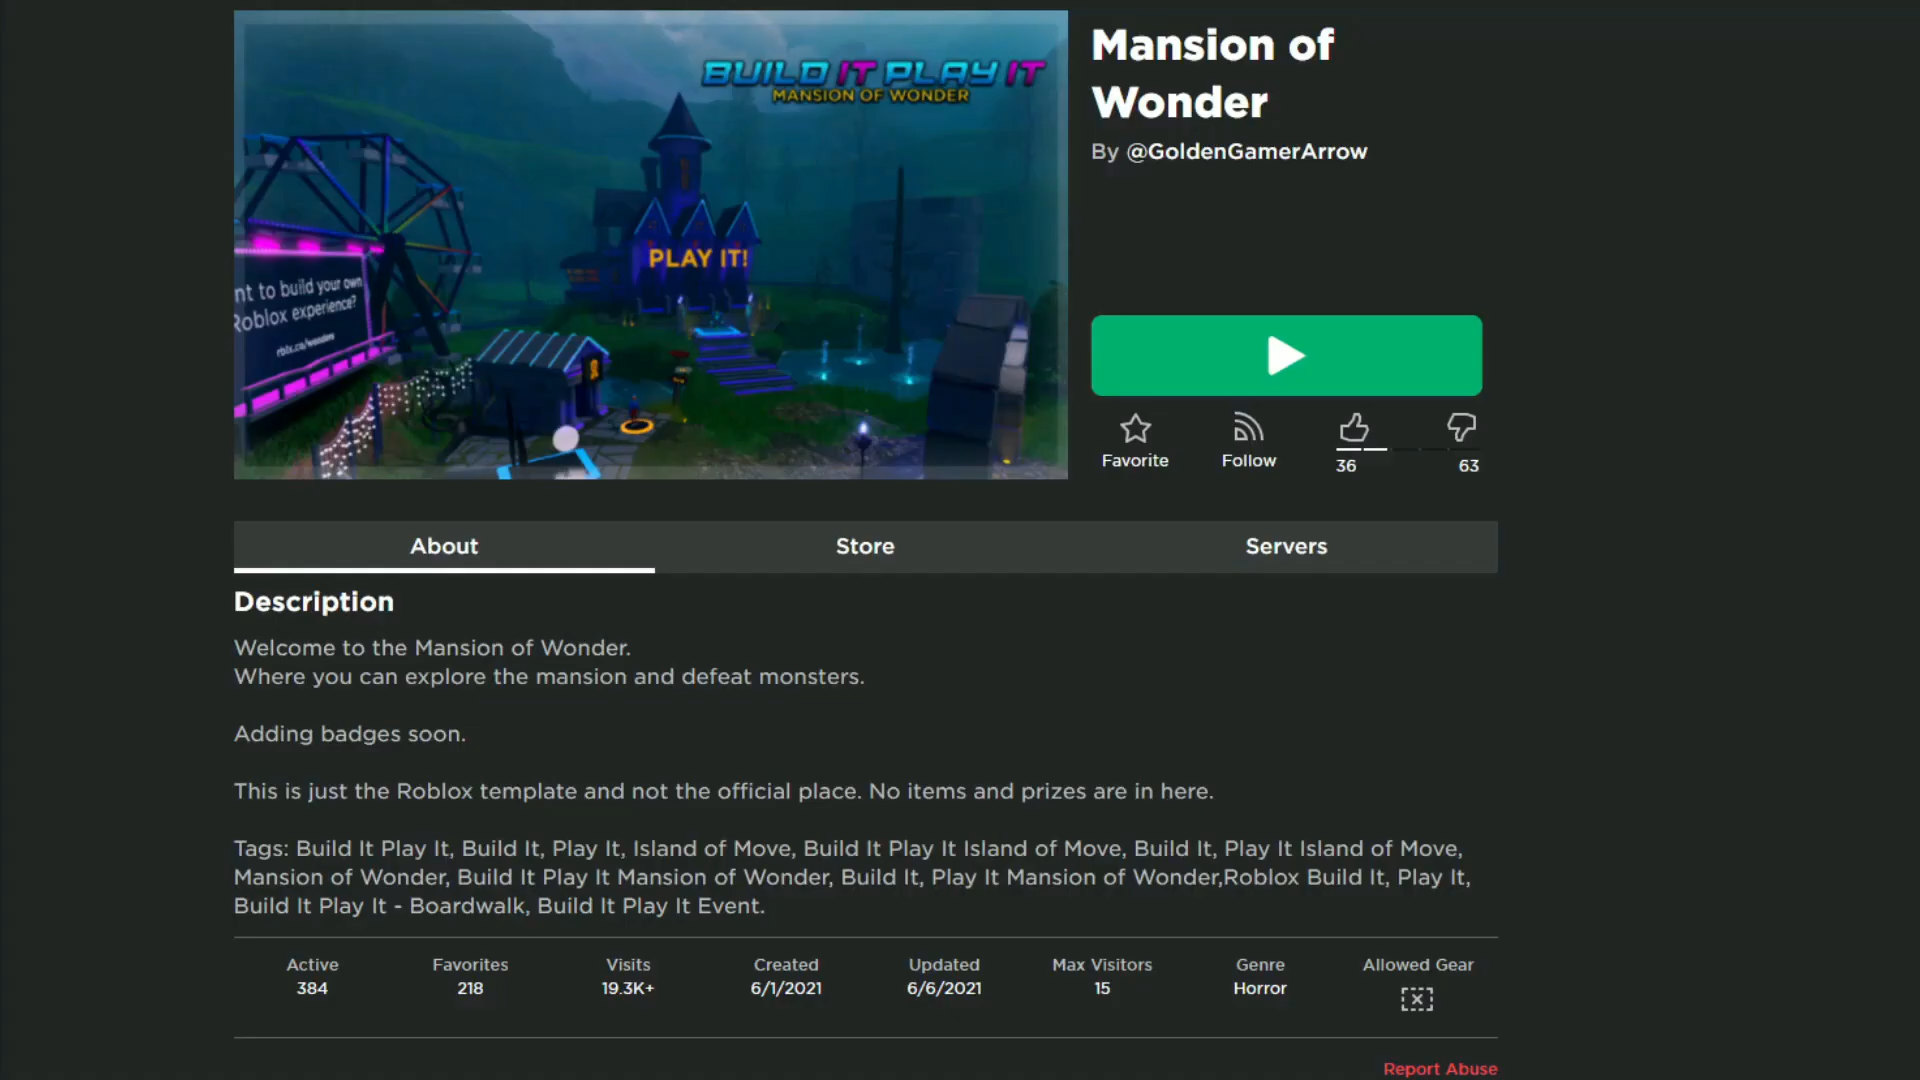 BUILD IT PLAY IT
MANSION OF WONDER
PLAY IT!
nt to build your own
Roblox experience?
rblx.co/wonders
Mansion of
Wonder
By @GoldenGamerArrow
Favorite
Follow
36
63
About
Store
Servers
Description
Welcome to the Mansion of Wonder.
Where you can explore the mansion and defeat monsters.
Adding badges soon.
This is just the Roblox template and not the official place. No items and prizes are in here.
Tags: Build It Play It, Build It, Play It, Island of Move, Build It Play It Island of Move, Build It, Play It Island of Move,
Mansion of Wonder, Build It Play It Mansion of Wonder, Build It, Play It Mansion of Wonder,Roblox Build It, Play It,
Build It Play It - Boardwalk, Build It Play It Event.
Active
Favorites
Visits
Created
Updated
Max Visitors
Genre
Allowed Gear
384
218
19.3K+
6/1/2021
6/6/2021
15
Horror
Report Abuse